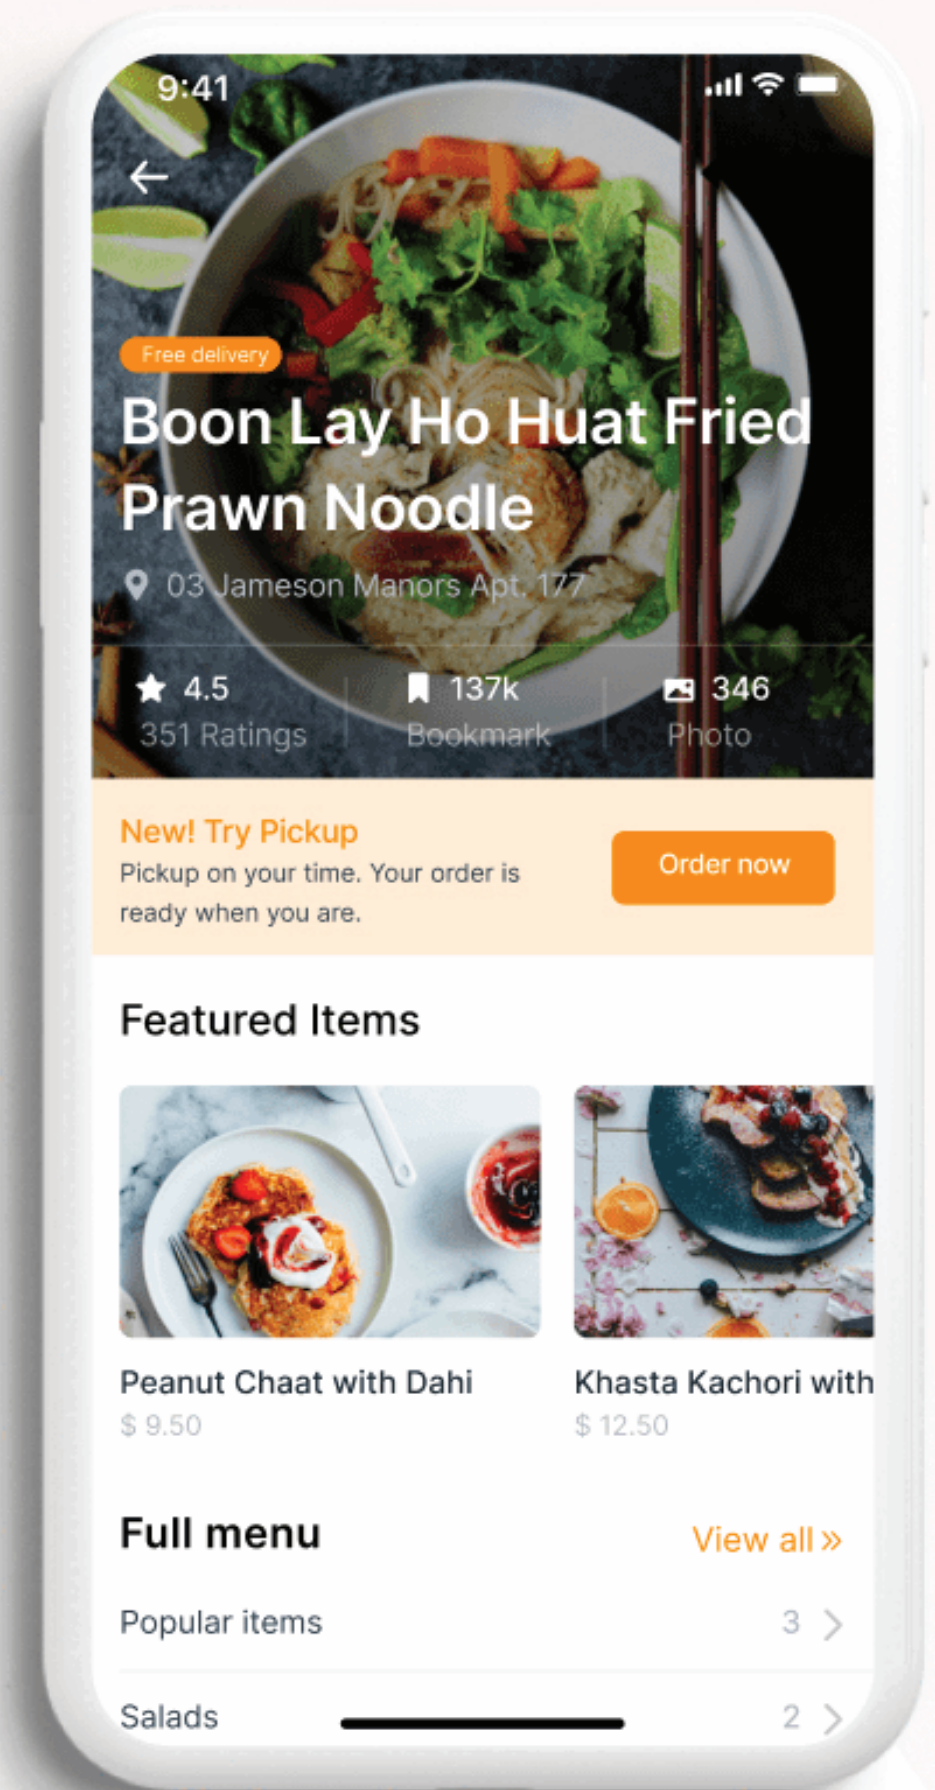 9:41
Free delivery
Boon Lay Ho Huat Fried
Prawn Noodle
03 Jameson Manors Apt. 177
4.5
351 Ratings
137k
Bookmark
346
Photo
New! Try Pickup
Pickup on your time. Your order is
ready when you are.
Order now
Featured Items
Peanut Chaat with Dahi
$ 9.50
Khasta Kachori with
$ 12.50
Full menu
View all »
Popular items
3
Salads
2